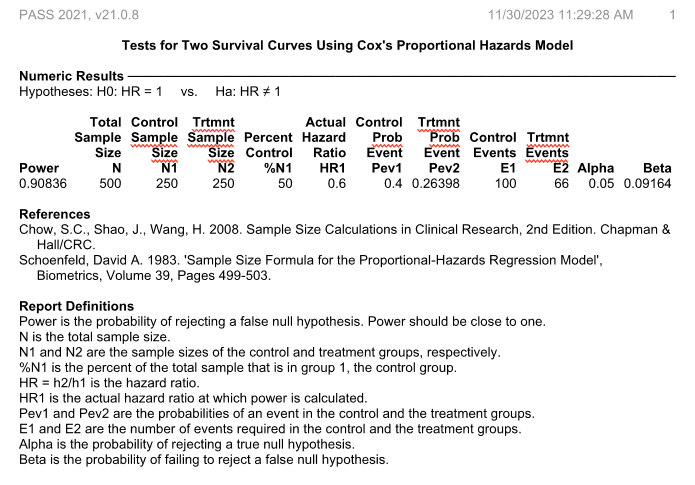 PASS 2021, v21.0.8 11/30/2023 11:29:28 AM 1
Tests for Two Survival Curves Using Cox's Proportional Hazards Model
Numeric Results
Hypotheses: H0: HR = 1 vs. Ha: HR ≠ 1
Total Control Trtmnt Actual Control Trtmnt
Sample Sample Sample Hazard Prob Prob Control Trtmnt
Size Size Size Percent Ratio Event Event Events Events
Power N N1 N2 %N1 HR1 Pev1 Pev2 E1 E2 Alpha Beta
0.90836 500 250 250 50 0.6 0.4 0.26398 100 66 0.05 0.09164
References
Chow, S.C., Shao, J., Wang, H. 2008. Sample Size Calculations in Clinical Research, 2nd Edition. Chapman &
Hall/CRC.
Schoenfeld, David A. 1983. 'Sample Size Formula for the Proportional-Hazards Regression Model',
Biometrics, Volume 39, Pages 499-503.
Report Definitions
Power is the probability of rejecting a false null hypothesis. Power should be close to one.
N is the total sample size.
N1 and N2 are the sample sizes of the control and treatment groups, respectively.
%N1 is the percent of the total sample that is in group 1, the control group.
HR = h2/h1 is the hazard ratio.
HR1 is the actual hazard ratio at which power is calculated.
Pev1 and Pev2 are the probabilities of an event in the control and the treatment groups.
E1 and E2 are the number of events required in the control and the treatment groups.
Alpha is the probability of rejecting a true null hypothesis.
Beta is the probability of failing to reject a false null hypothesis.